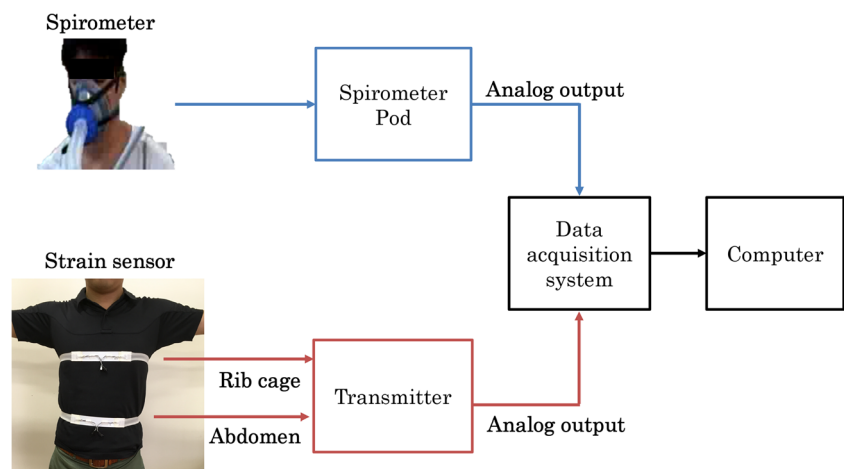 Spirometer
Spirometer
Pod
Analog output
Data
acquisition
system
Computer
Strain sensor
Rib cage
Abdomen
Transmitter
Analog output